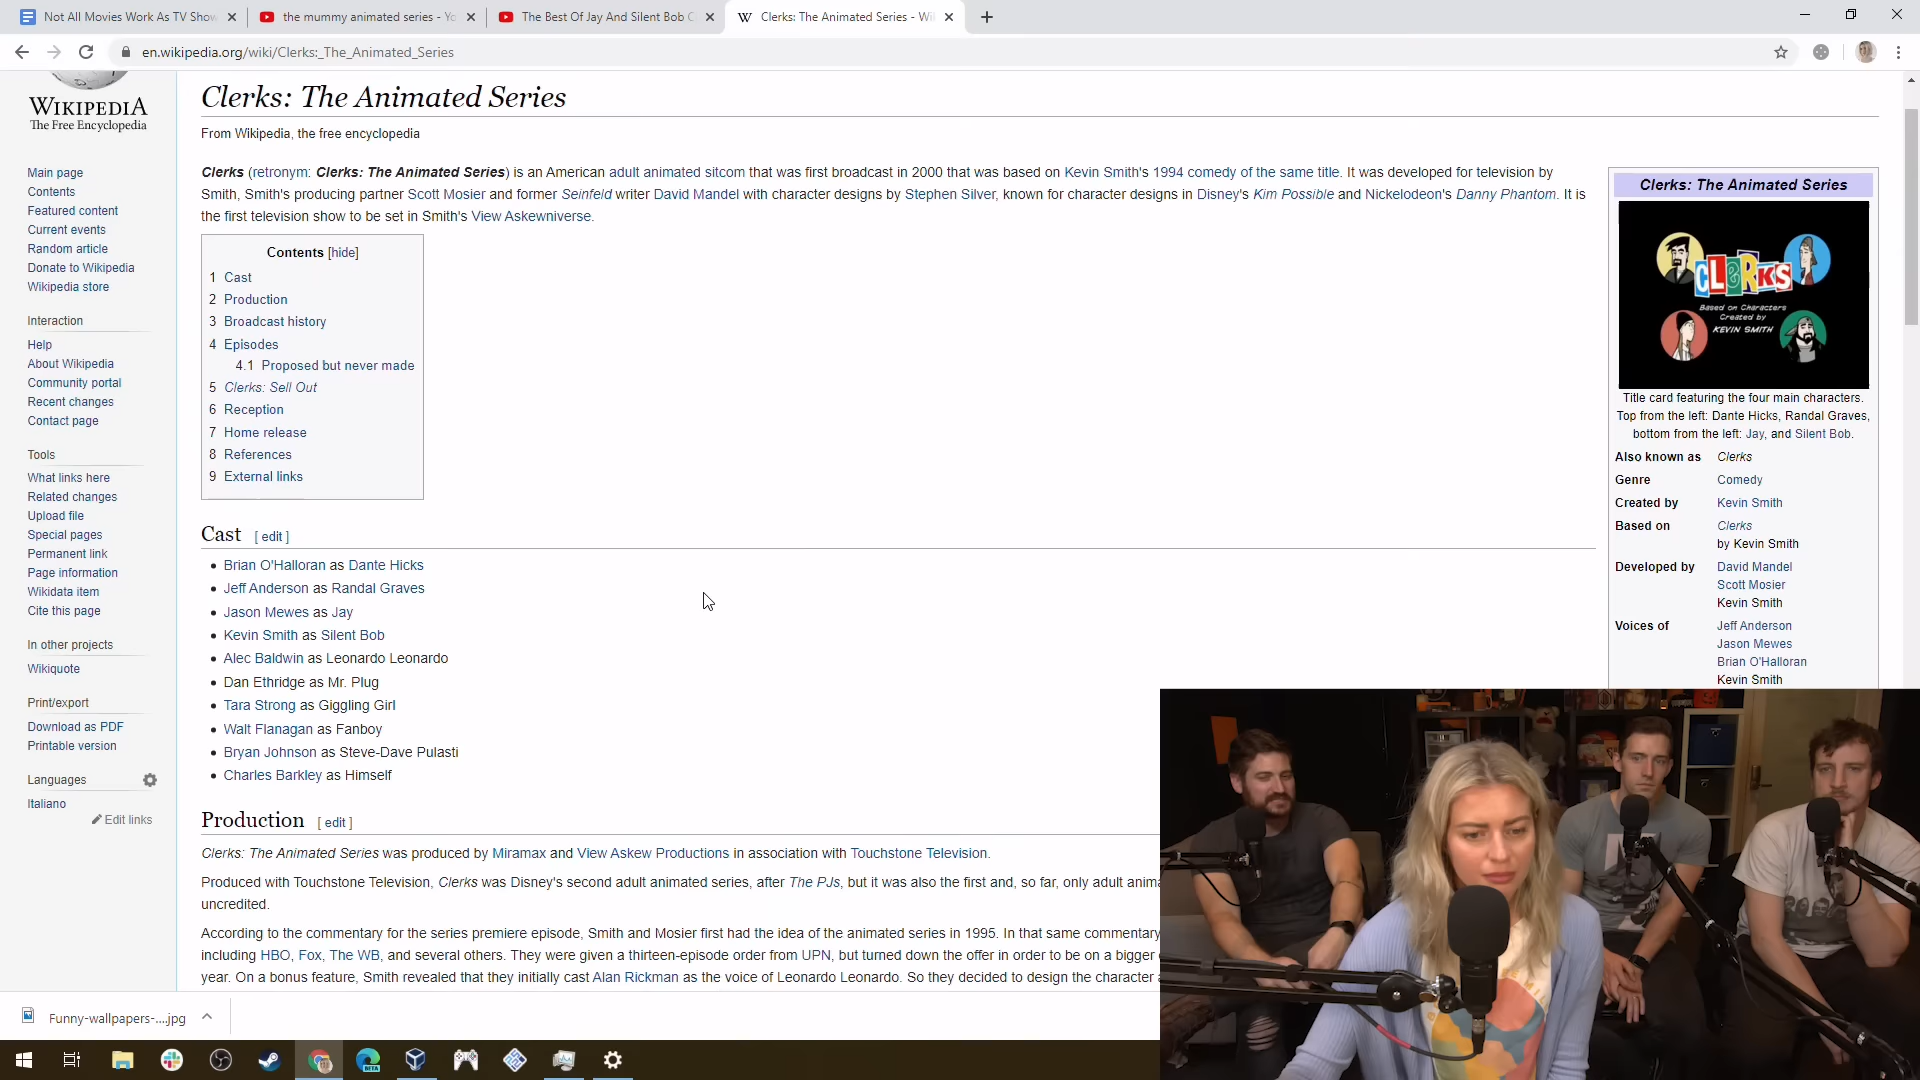 Not All Movies Work As TV Show
the mummy animated series - Yo
The Best Of Jay And Silent Bob C
W Clerks: The Animated Series - Wi
en.wikipedia.org/wiki/Clerks:_The_Animated_Series
WIKIPEDIA
The Free Encyclopedia
Main page
Contents
Featured content
Current events
Random article
Donate to Wikipedia
Wikipedia store
Interaction
Help
About Wikipedia
Community portal
Recent changes
Contact page
Tools
What links here
Related changes
Upload file
Special pages
Permanent link
Page information
Wikidata item
Cite this page
In other projects
Wikiquote
Print/export
Download as PDF
Printable version
Languages
Italiano
Edit links
Clerks: The Animated Series
From Wikipedia, the free encyclopedia
Clerks (retronym: Clerks: The Animated Series) is an American adult animated sitcom that was first broadcast in 2000 that was based on Kevin Smith's 1994 comedy of the same title. It was developed for television by
Smith, Smith's producing partner Scott Mosier and former Seinfeld writer David Mandel with character designs by Stephen Silver, known for character designs in Disney's Kim Possible and Nickelodeon's Danny Phantom. It is
the first television show to be set in Smith's View Askewniverse.
Contents [hide]
1 Cast
2 Production
3 Broadcast history
4 Episodes
4.1 Proposed but never made
5 Clerks: Sell Out
6 Reception
7 Home release
8 References
9 External links
Cast [ edit ]
Brian O'Halloran as Dante Hicks
Jeff Anderson as Randal Graves
Jason Mewes as Jay
Kevin Smith as Silent Bob
Alec Baldwin as Leonardo Leonardo
Dan Ethridge as Mr. Plug
Tara Strong as Giggling Girl
Walt Flanagan as Fanboy
Bryan Johnson as Steve-Dave Pulasti
Charles Barkley as Himself
Production [ edit ]
Clerks: The Animated Series was produced by Miramax and View Askew Productions in association with Touchstone Television.
Produced with Touchstone Television, Clerks was Disney's second adult animated series, after The PJs, but it was also the first and, so far, only adult anima
uncredited.
According to the commentary for the series premiere episode, Smith and Mosier first had the idea of the animated series in 1995. In that same commentary
including HBO, Fox, The WB, and several others. They were given a thirteen-episode order from UPN, but turned down the offer in order to be on a bigger
year. On a bonus feature, Smith revealed that they initially cast Alan Rickman as the voice of Leonardo Leonardo. So they decided to design the character a
Clerks: The Animated Series
CLERKS
Based on Characters
Created by
KEVIN SMITH
Title card featuring the four main characters.
Top from the left: Dante Hicks, Randal Graves,
bottom from the left: Jay, and Silent Bob.
Also known as Clerks
Genre Comedy
Created by Kevin Smith
Based on Clerks
by Kevin Smith
Developed by David Mandel
Scott Mosier
Kevin Smith
Voices of Jeff Anderson
Jason Mewes
Brian O'Halloran
Kevin Smith
Funny-wallpapers-....jpg
BETA